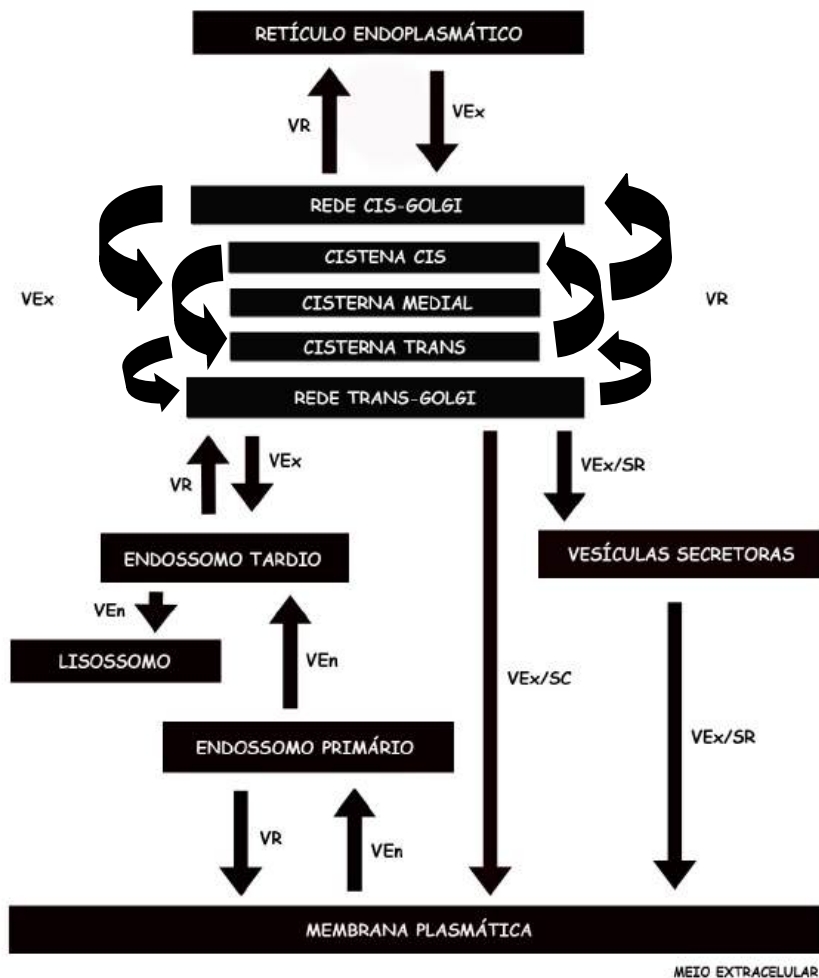 RETÍCULO ENDOPLASMÁTICO
VR
VEx
REDE CIS-GOLGI
CISTENA CIS
VEx
CISTERNA MEDIAL
VR
CISTERNA TRANS
REDE TRANS-GOLGI
VR
VEx
VEx/SR
ENDOSSOMO TARDIO
VESÍCULAS SECRETORAS
VEn
LISOSSOMO
VEn
VEx/SC
ENDOSSOMO PRIMÁRIO
VEx/SR
VR
VEn
MEMBRANA PLASMÁTICA
MEIO EXTRACELULAR